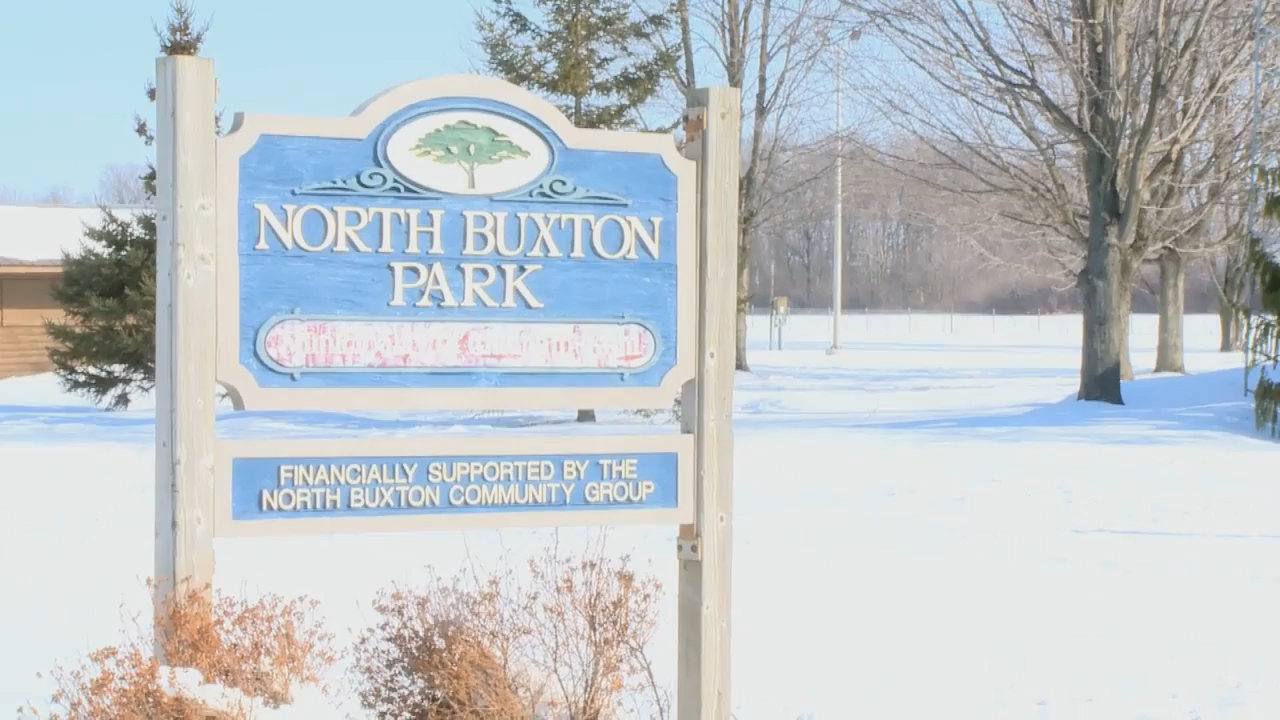 NORTH BUXTON
PARK
FINANCIALLY SUPPORTED BY THE
NORTH BUXTON COMMUNITY GROUP